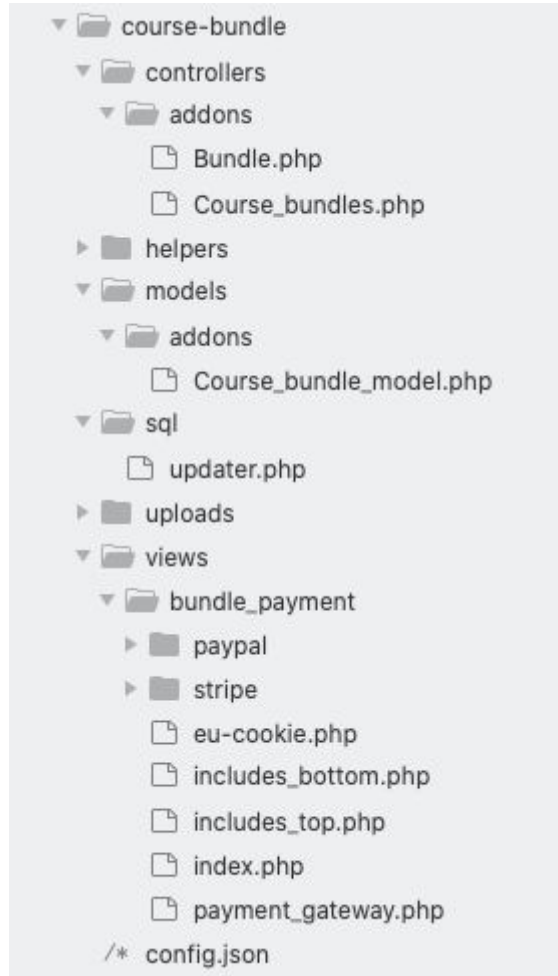 course-bundle
controllers
addons
Bundle.php
Course_bundles.php
helpers
models
addons
Course_bundle_model.php
sql
updater.php
uploads
views
bundle_payment
paypal
stripe
eu-cookie.php
includes_bottom.php
includes_top.php
index.php
payment_gateway.php
/* config.json